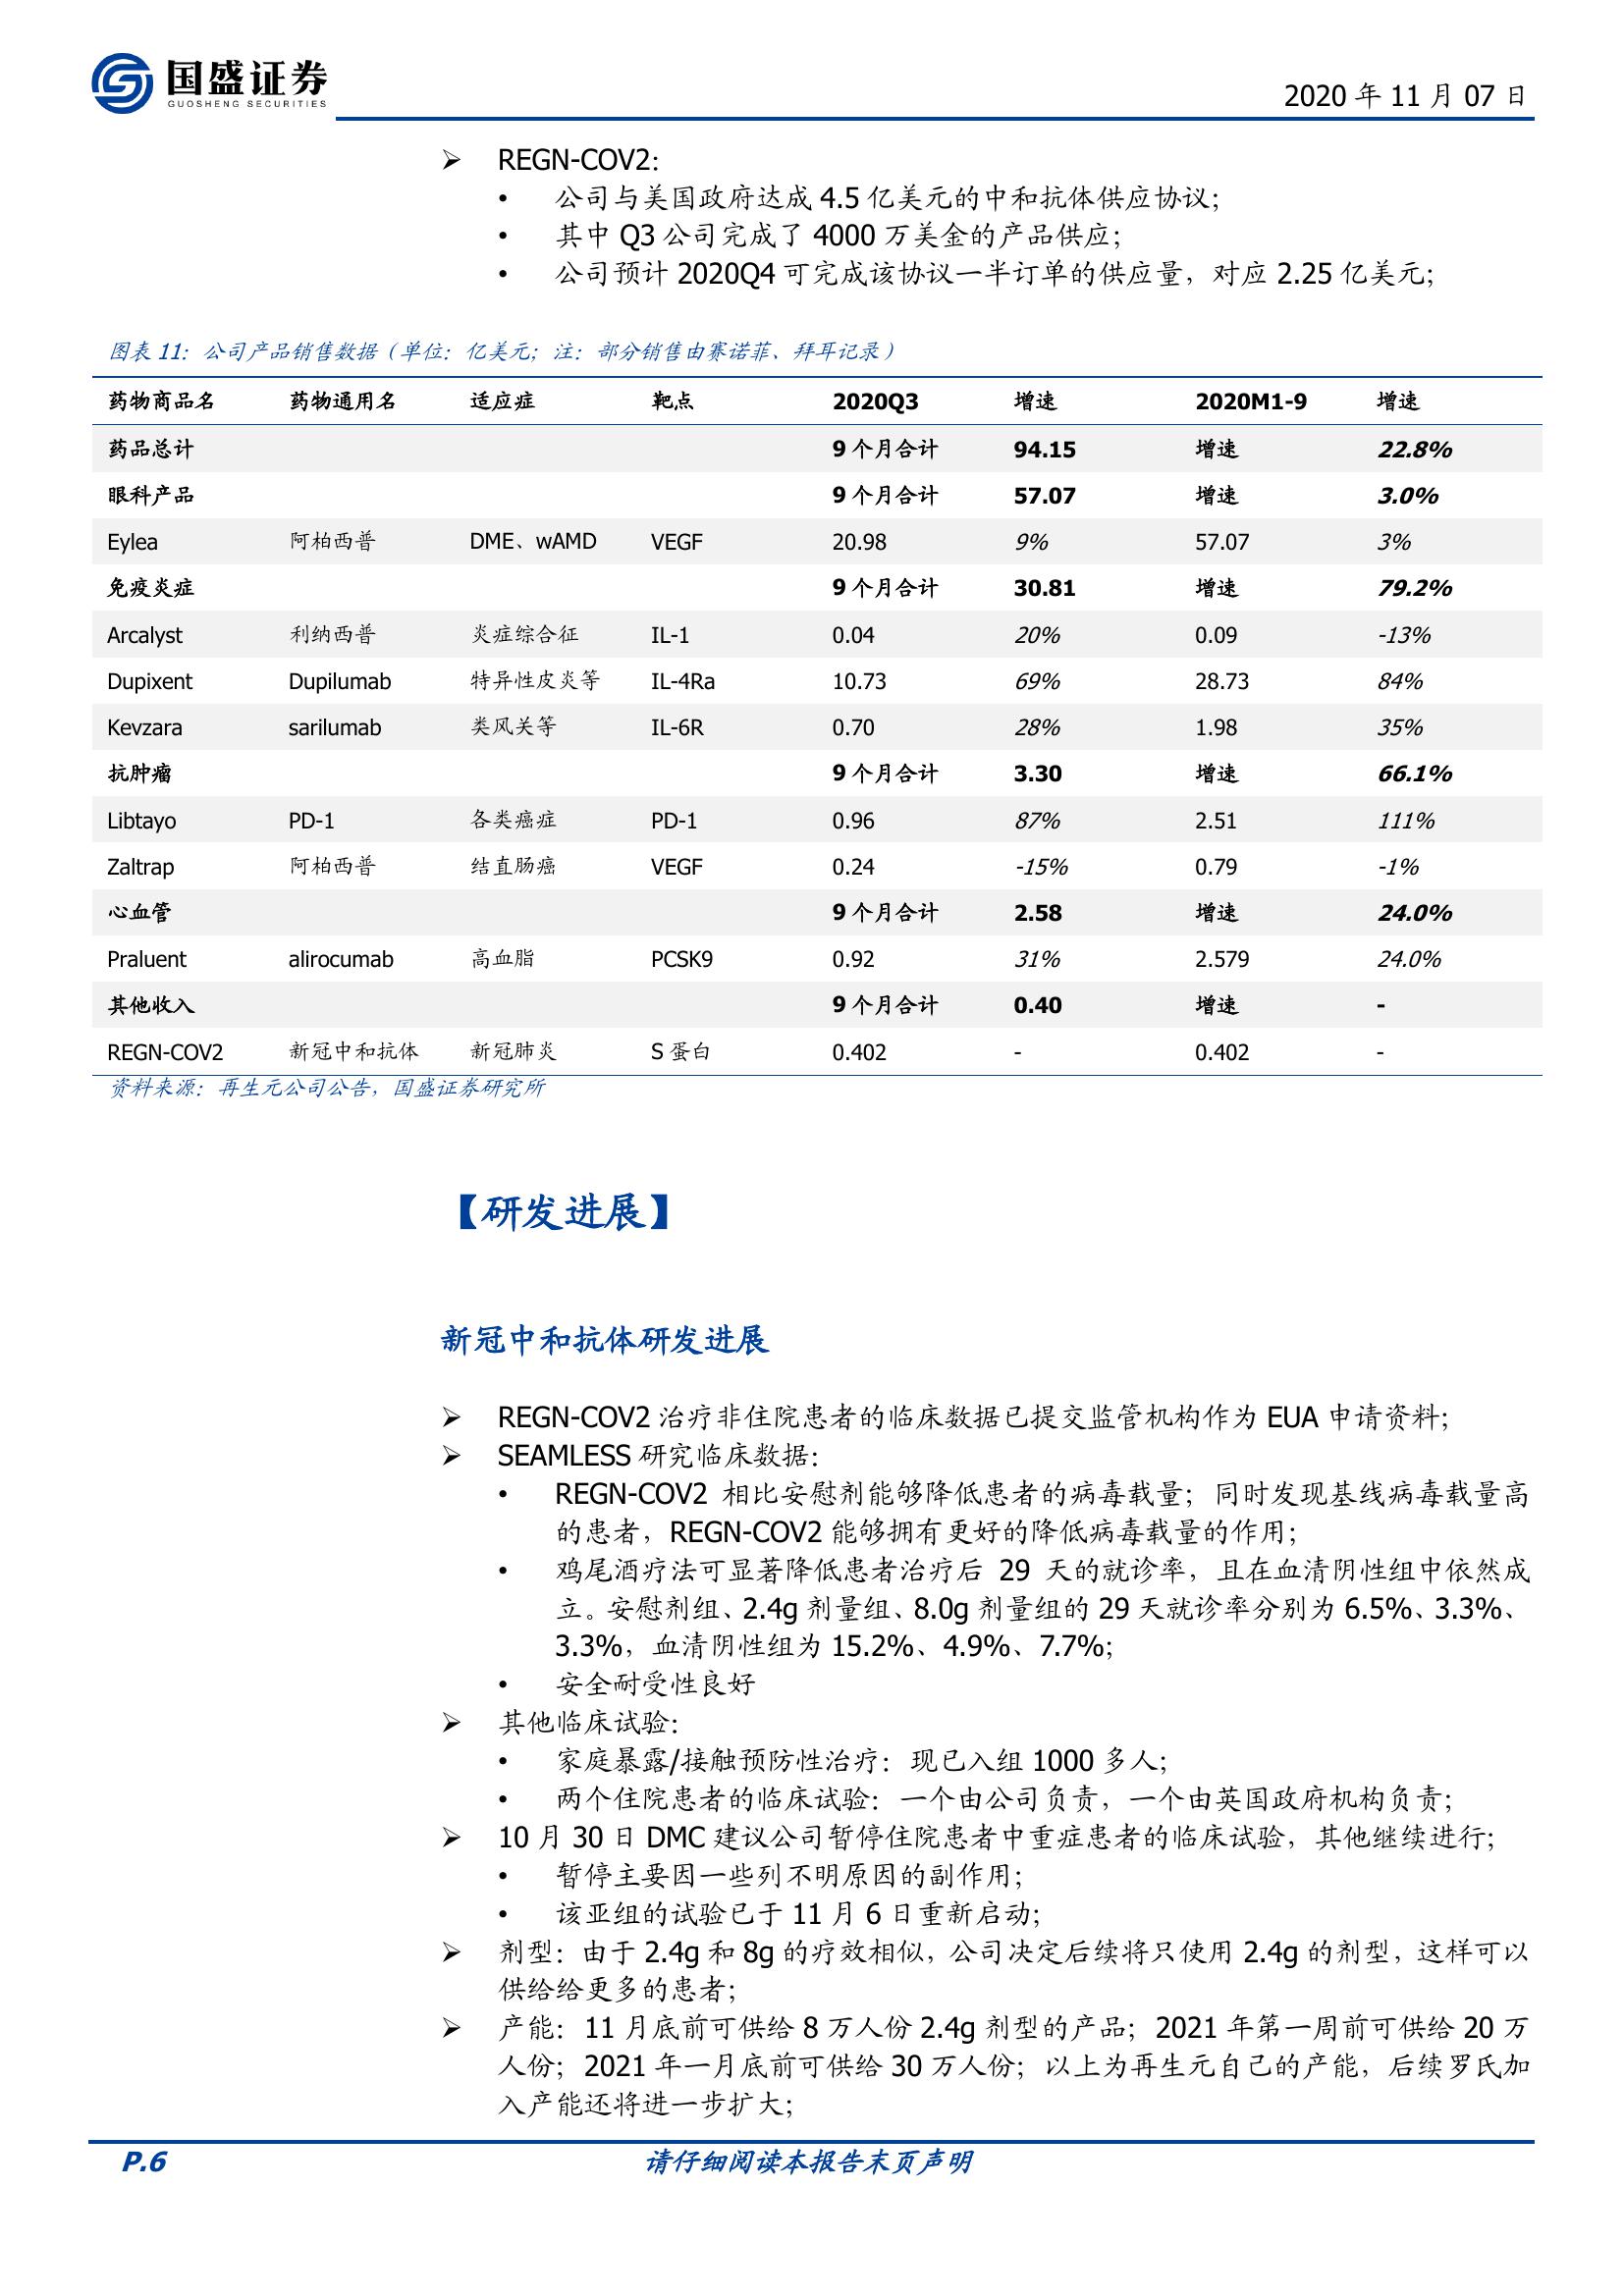 国盛证券
GUOSHENG SECURITIES
2020 年 11 月 07 日
➢ REGN-COV2：
• 公司与美国政府达成 4.5 亿美元的中和抗体供应协议；
• 其中 Q3 公司完成了 4000 万美金的产品供应；
• 公司预计 2020Q4 可完成该协议一半订单的供应量，对应 2.25 亿美元；
图表 11：公司产品销售数据（单位：亿美元；注：部分销售由赛诺菲、拜耳记录）
药物商品名 药物通用名 适应症 靶点 2020Q3 增速 2020M1-9 增速
药品总计 9 个月合计 94.15 增速 22.8%
眼科产品 9 个月合计 57.07 增速 3.0%
Eylea 阿柏西普 DME、wAMD VEGF 20.98 9% 57.07 3%
免疫炎症 9 个月合计 30.81 增速 79.2%
Arcalyst 利纳西普 炎症综合征 IL-1 0.04 20% 0.09 -13%
Dupixent Dupilumab 特异性皮炎等 IL-4Ra 10.73 69% 28.73 84%
Kevzara sarilumab 类风关等 IL-6R 0.70 28% 1.98 35%
抗肿瘤 9 个月合计 3.30 增速 66.1%
Libtayo PD-1 各类癌症 PD-1 0.96 87% 2.51 111%
Zaltrap 阿柏西普 结直肠癌 VEGF 0.24 -15% 0.79 -1%
心血管 9 个月合计 2.58 增速 24.0%
Praluent alirocumab 高血脂 PCSK9 0.92 31% 2.579 24.0%
其他收入 9 个月合计 0.40 增速 -
REGN-COV2 新冠中和抗体 新冠肺炎 S 蛋白 0.402 - 0.402 -
资料来源：再生元公司公告，国盛证券研究所
【研发进展】
新冠中和抗体研发进展
➢ REGN-COV2 治疗非住院患者的临床数据已提交监管机构作为 EUA 申请资料；
➢ SEAMLESS 研究临床数据：
• REGN-COV2 相比安慰剂能够降低患者的病毒载量；同时发现基线病毒载量高
的患者，REGN-COV2 能够拥有更好的降低病毒载量的作用；
• 鸡尾酒疗法可显著降低患者治疗后 29 天的就诊率，且在血清阴性组中依然成
立。安慰剂组、2.4g 剂量组、8.0g 剂量组的 29 天就诊率分别为 6.5%、3.3%、
3.3%，血清阴性组为 15.2%、4.9%、7.7%；
• 安全耐受性良好
➢ 其他临床试验：
• 家庭暴露/接触预防性治疗：现已入组 1000 多人；
• 两个住院患者的临床试验：一个由公司负责，一个由英国政府机构负责；
➢ 10 月 30 日 DMC 建议公司暂停住院患者中重症患者的临床试验，其他继续进行；
• 暂停主要因一些列不明原因的副作用；
• 该亚组的试验已于 11 月 6 日重新启动；
➢ 剂型：由于 2.4g 和 8g 的疗效相似，公司决定后续将只使用 2.4g 的剂型，这样可以
供给给更多的患者；
➢ 产能：11 月底前可供给 8 万人份 2.4g 剂型的产品；2021 年第一周前可供给 20 万
人份；2021 年一月底前可供给 30 万人份；以上为再生元自己的产能，后续罗氏加
入产能还将进一步扩大；
P.6 请仔细阅读本报告末页声明